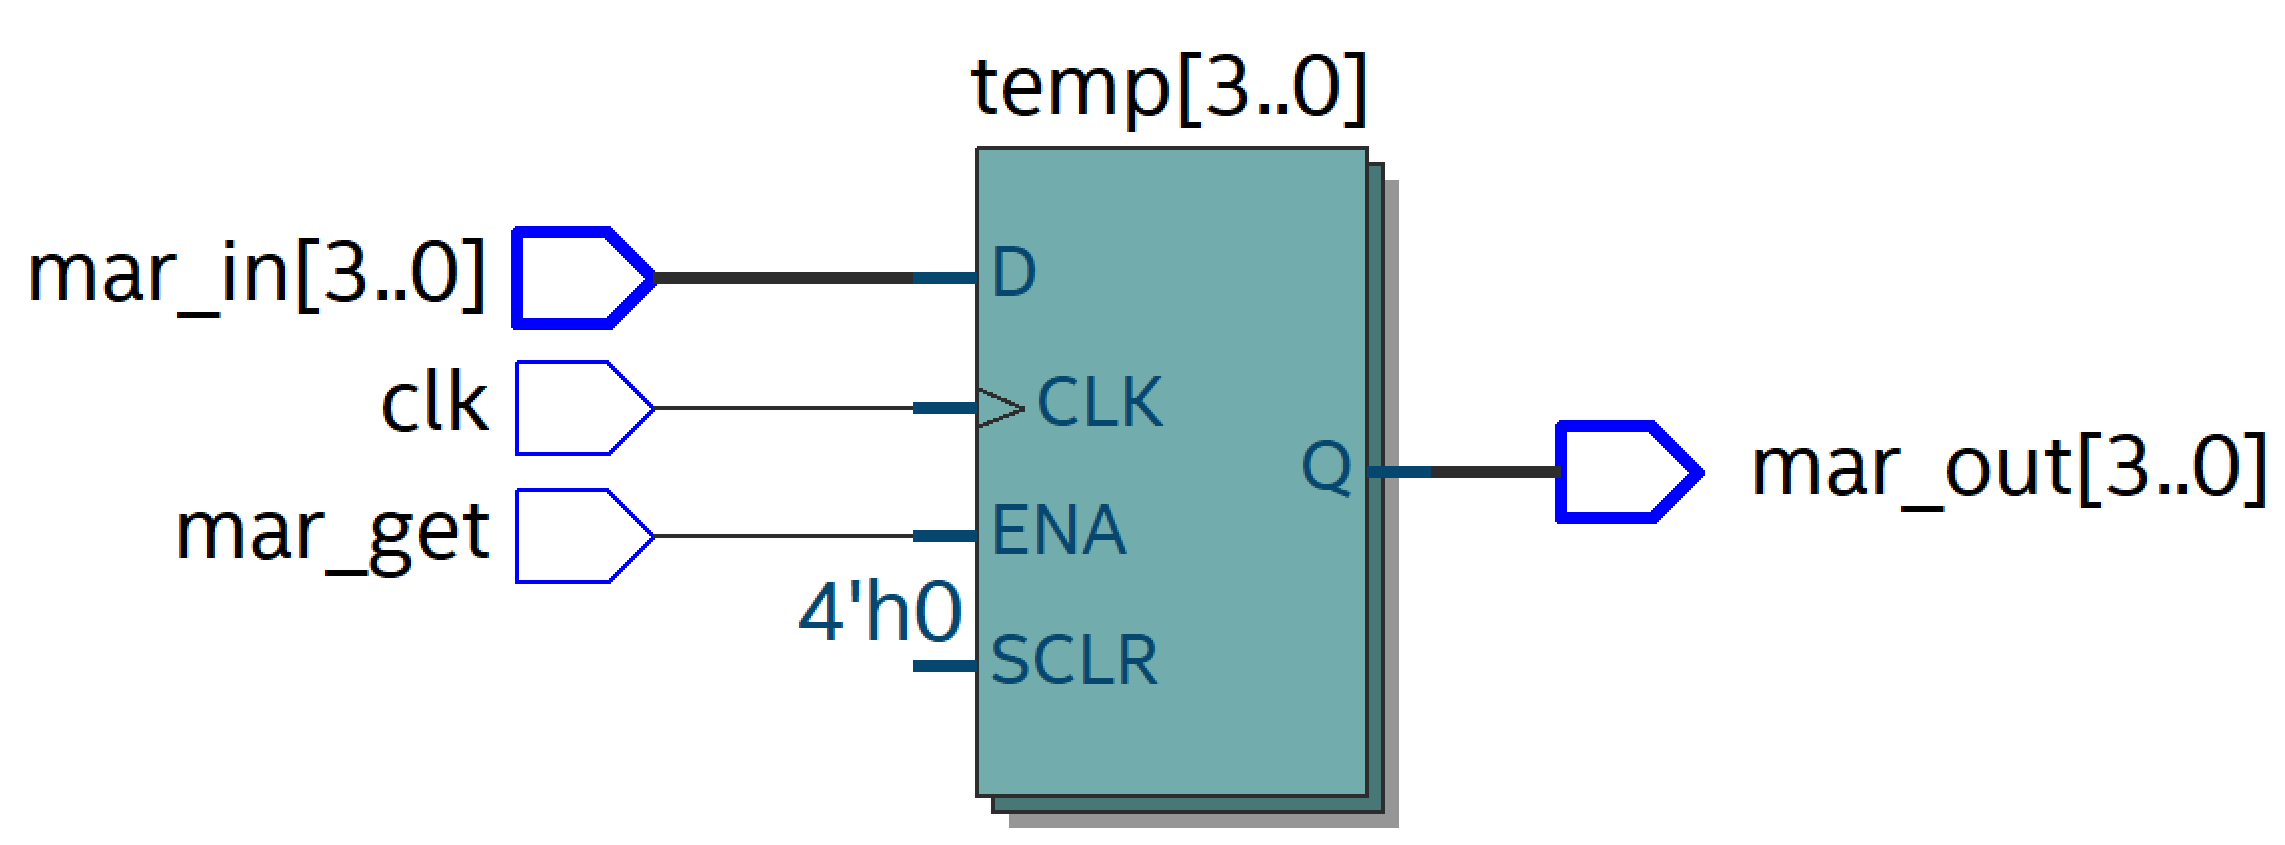 temp[3..0]
mar_in[3..0]
D
clk
CLK
Q
mar_out[3..0]
mar_get
ENA
4'h0
SCLR